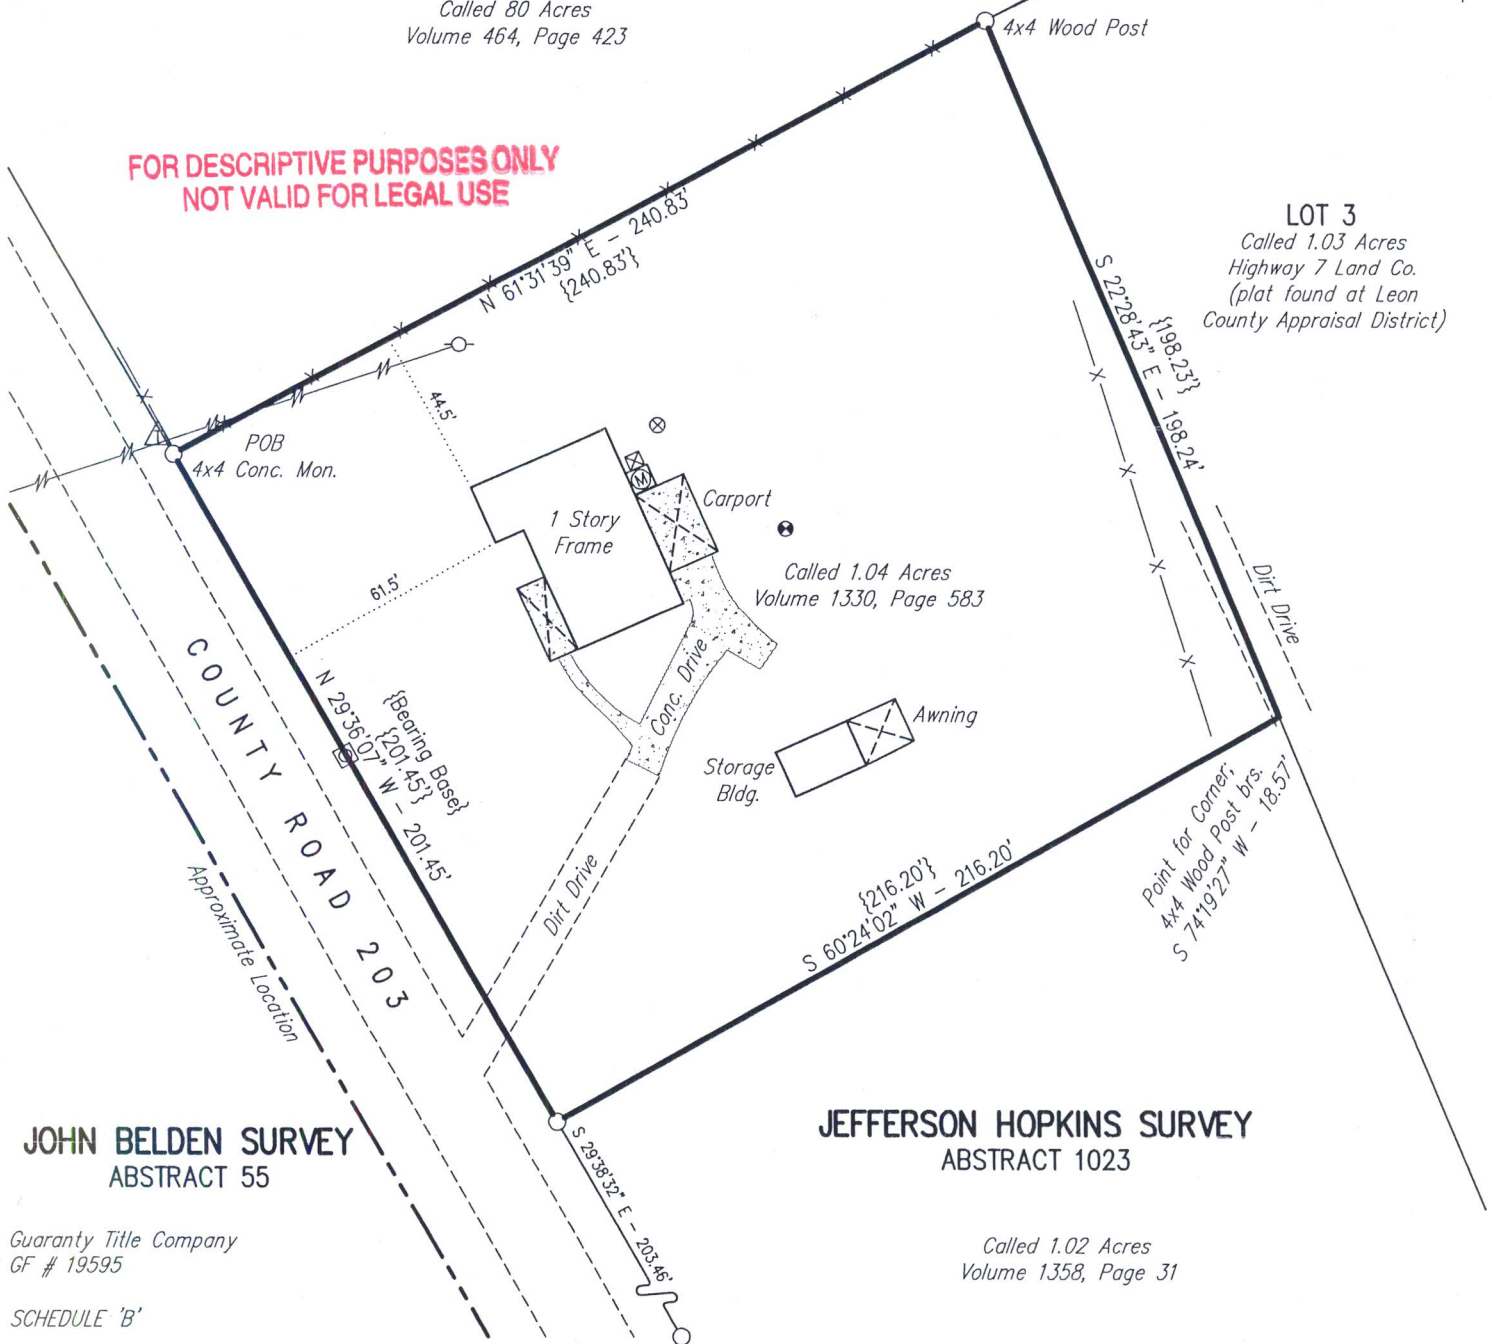 Called 80 Acres
Volume 464, Page 423
4x4 Wood Post
FOR DESCRIPTIVE PURPOSES ONLY
NOT VALID FOR LEGAL USE
N 61°31'39" E - 240.83'
{240.83'}
LOT 3
Called 1.03 Acres
Highway 7 Land Co.
(plat found at Leon
County Appraisal District)
{198.23'}
S 22°28'43" E - 198.24'
44.5'
POB
4x4 Conc. Mon.
M
Carport
1 Story
Frame
61.5'
Called 1.04 Acres
Volume 1330, Page 583
Dirt Drive
Conc. Drive
COUNTY ROAD 203
{Bearing Base}
{201.45'}
N 29°36'07" W - 201.45'
Awning
Storage
Bldg.
Point for Corner;
4x4 Wood Post brs.
S 74°19'27" W - 18.57'
Dirt Drive
{216.20'}
S 60°24'02" W - 216.20'
Approximate Location
JOHN BELDEN SURVEY
ABSTRACT 55
JEFFERSON HOPKINS SURVEY
ABSTRACT 1023
S 29°38'32" E - 203.46'
Guaranty Title Company
GF # 19595
Called 1.02 Acres
Volume 1358, Page 31
SCHEDULE 'B'